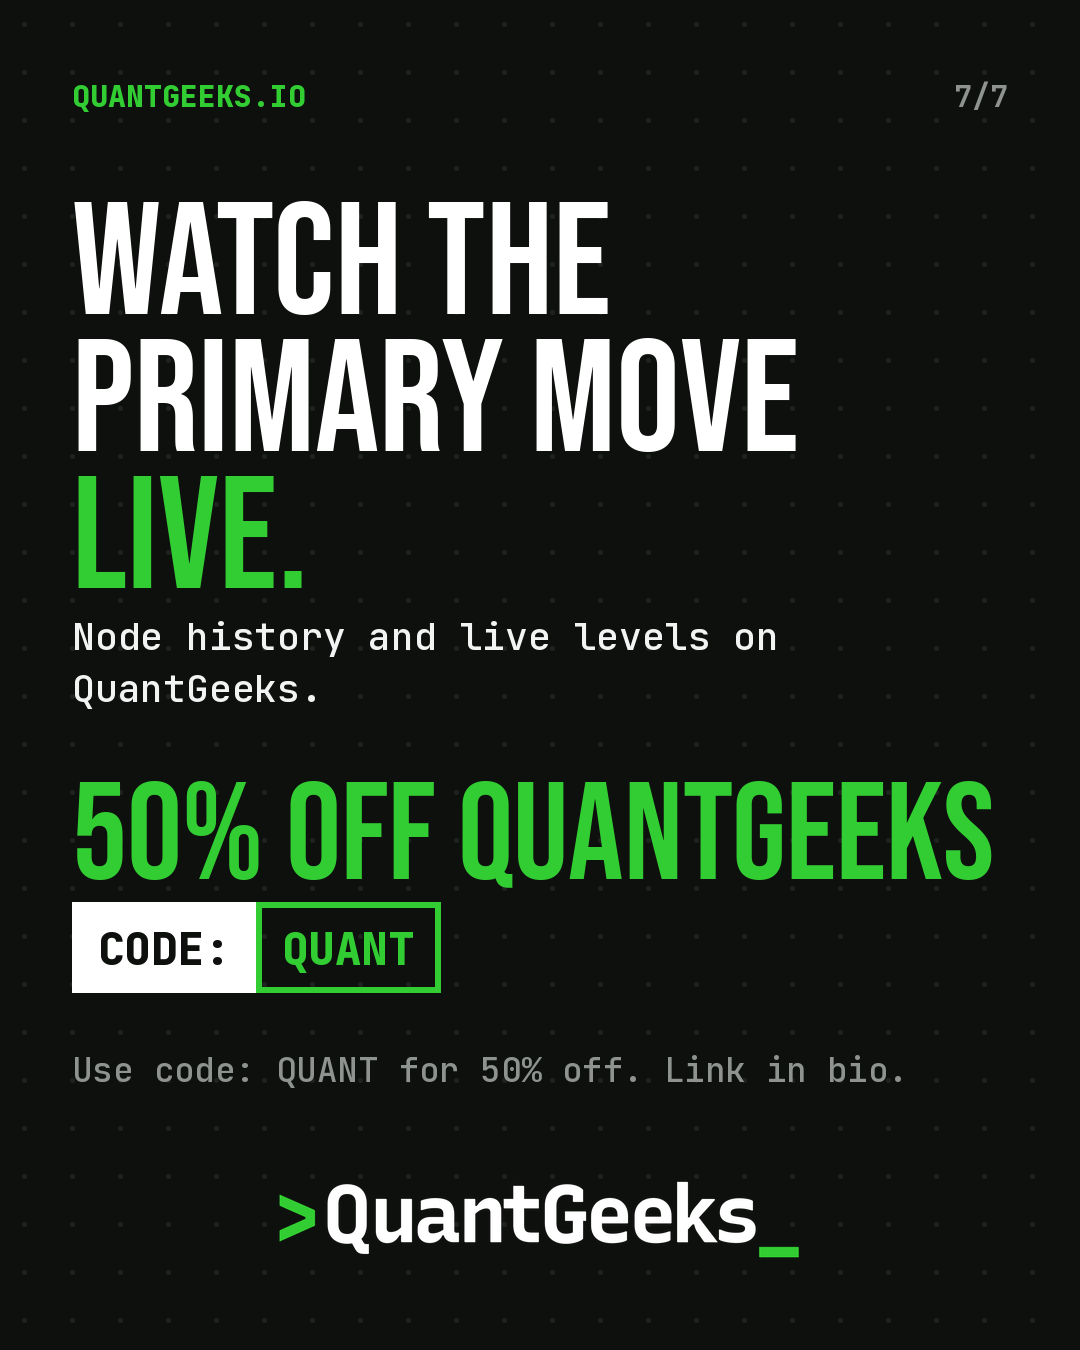 QUANTGEEKS.IO
7/7
WATCH THE
PRIMARY MOVE
LIVE.
Node history and live levels on
QuantGeeks.
50% OFF QUANTGEEKS
CODE: QUANT
Use code: QUANT for 50% off. Link in bio.
>QuantGeeks_